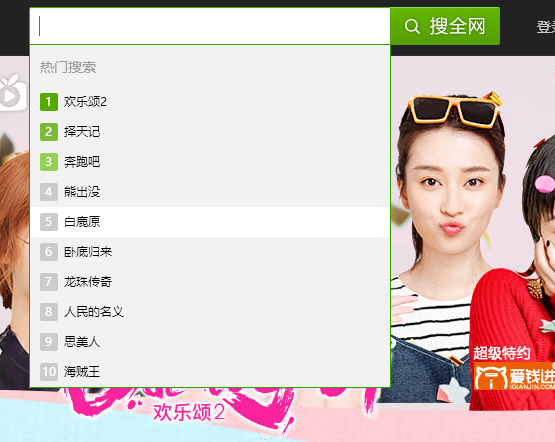 搜全网
登录
热门搜索
1 欢乐颂2
2 择天记
3 奔跑吧
4 熊出没
5 白鹿原
6 卧底归来
7 龙珠传奇
8 人民的名义
9 思美人
10 海贼王
超级特约
爱钱进
IQIANJIN.COM
欢乐颂2